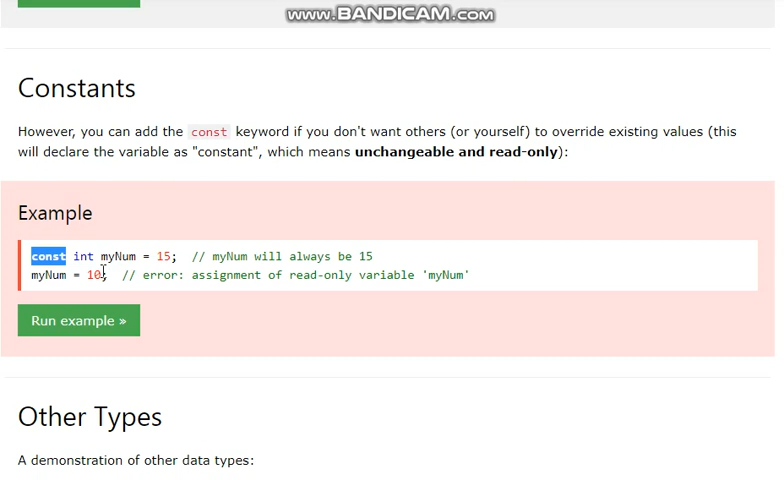 www.BANDICAM.com
Constants
However, you can add the const keyword if you don't want others (or yourself) to override existing values (this
will declare the variable as "constant", which means unchangeable and read-only):
Example
const int myNum = 15;  // myNum will always be 15
myNum = 10;  // error: assignment of read-only variable 'myNum'
Run example »
Other Types
A demonstration of other data types: